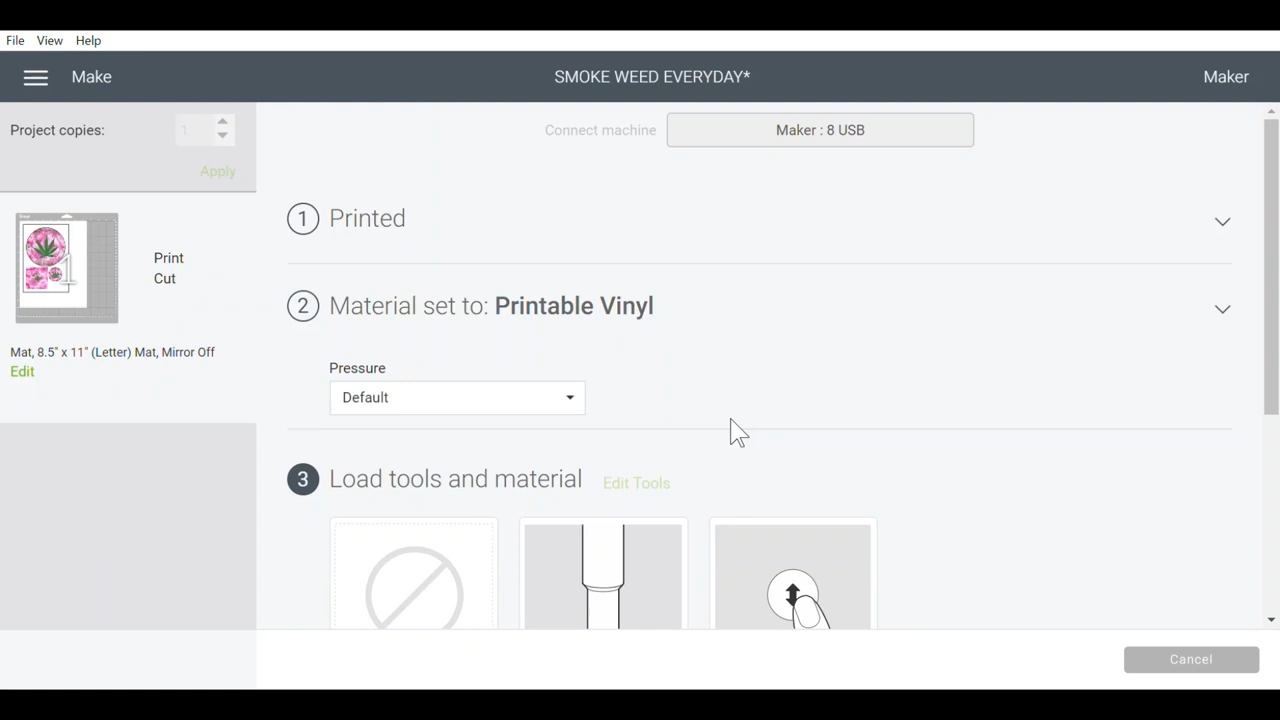 File View Help
Make
SMOKE WEED EVERYDAY*
Maker
Project copies:
1
Apply
Connect machine
Maker : 8 USB
1 Printed
Print
Cut
2 Material set to: Printable Vinyl
Mat, 8.5" x 11" (Letter) Mat, Mirror Off
Edit
Pressure
Default
3 Load tools and material
Edit Tools
Cancel